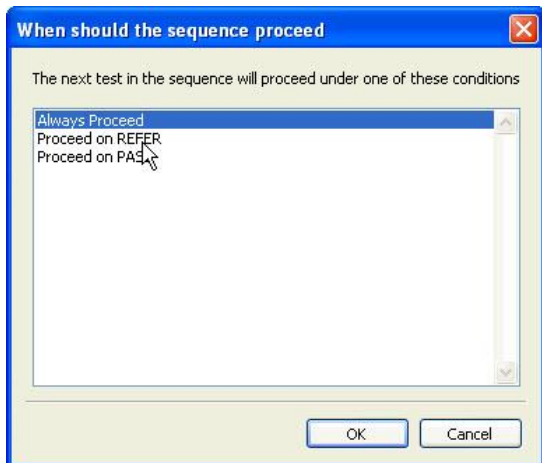 When should the sequence proceed
The next test in the sequence will proceed under one of these conditions
Always Proceed
Proceed on REFER
Proceed on PASS
OK
Cancel